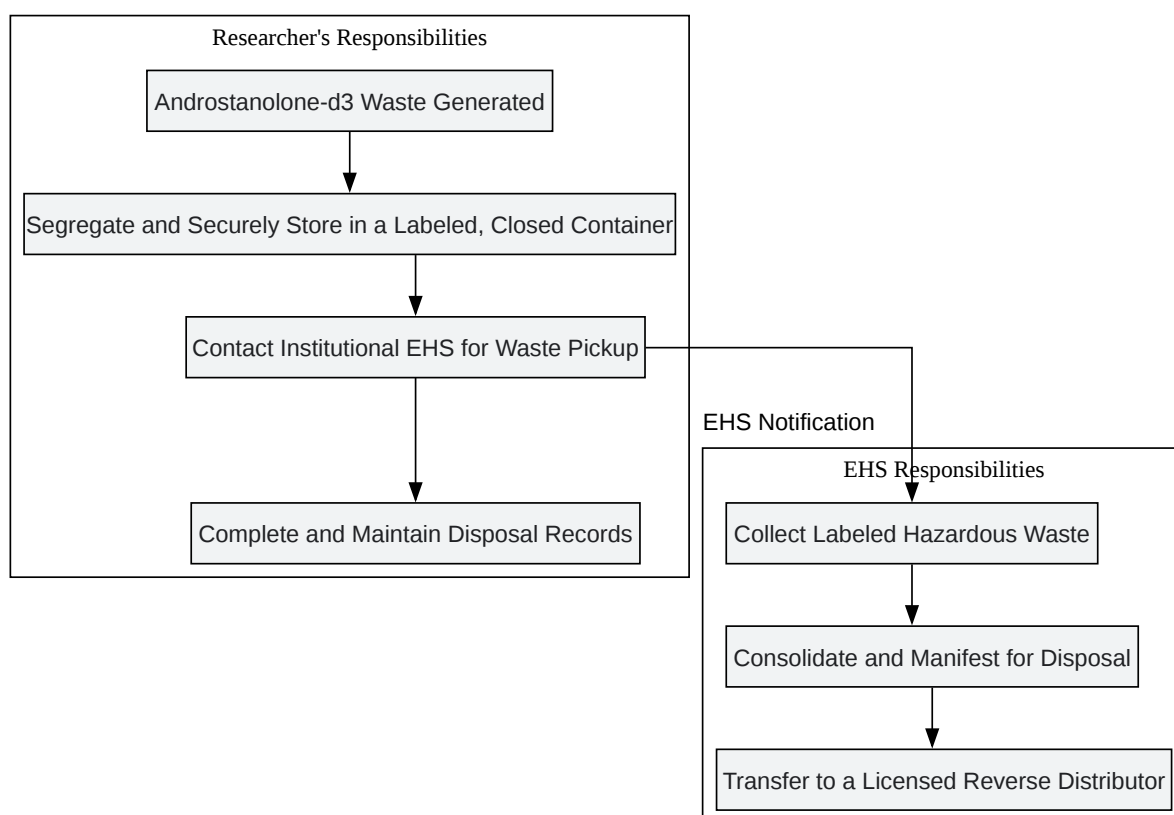 Researcher's Responsibilities
Androstanolone-d3 Waste Generated
Segregate and Securely Store in a Labeled, Closed Container
Contact Institutional EHS for Waste Pickup
EHS Notification
Complete and Maintain Disposal Records
EHS Responsibilities
Collect Labeled Hazardous Waste
Consolidate and Manifest for Disposal
Transfer to a Licensed Reverse Distributor